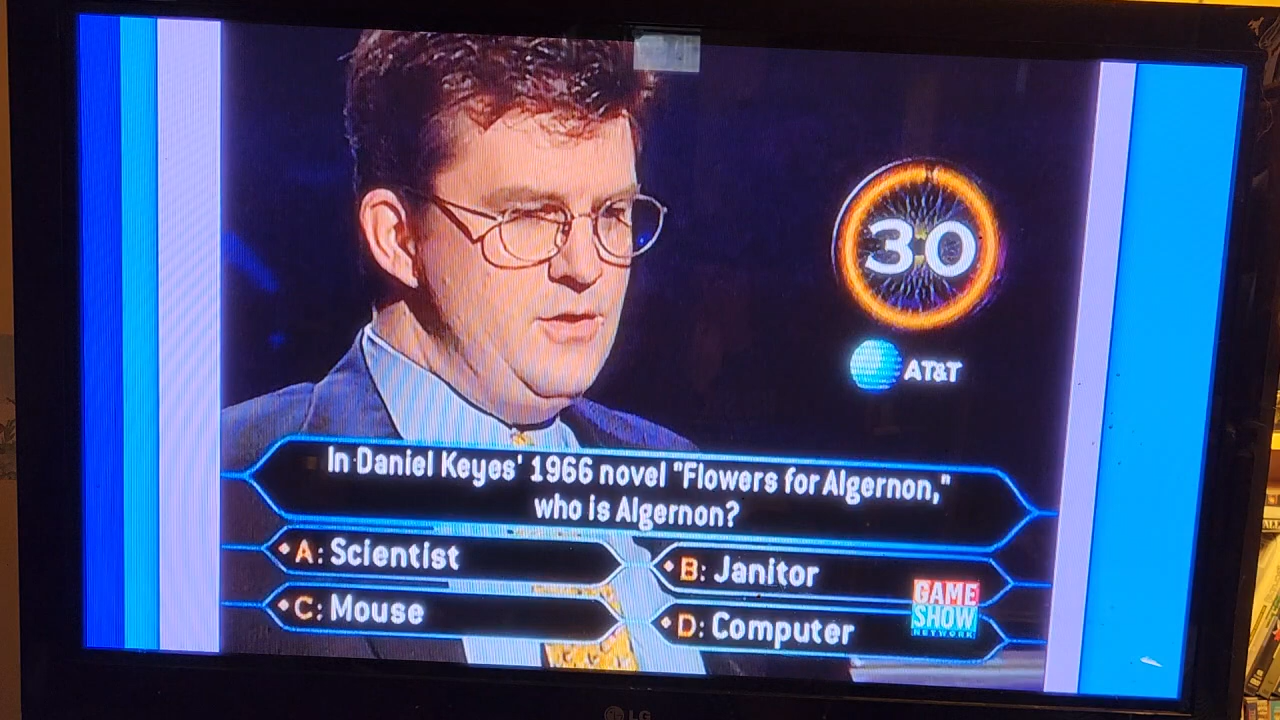 30
AT&T
In Daniel Keyes' 1966 novel "Flowers for Algernon,"
who is Algernon?
A: Scientist
B: Janitor
C: Mouse
D: Computer
GAME
SHOW
NETWORK
LG